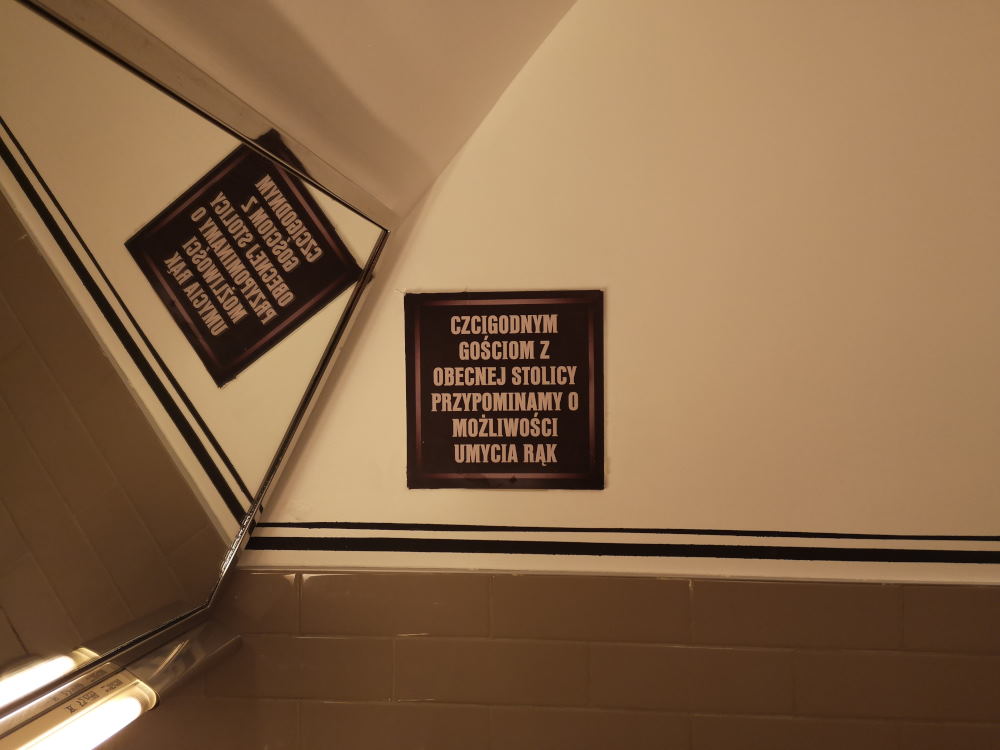 CZCIGODNYM
GOŚCIOM Z
OBECNEJ STOLICY
PRZYPOMINAMY O
MOŻLIWOŚCI
UMYCIA RĄK